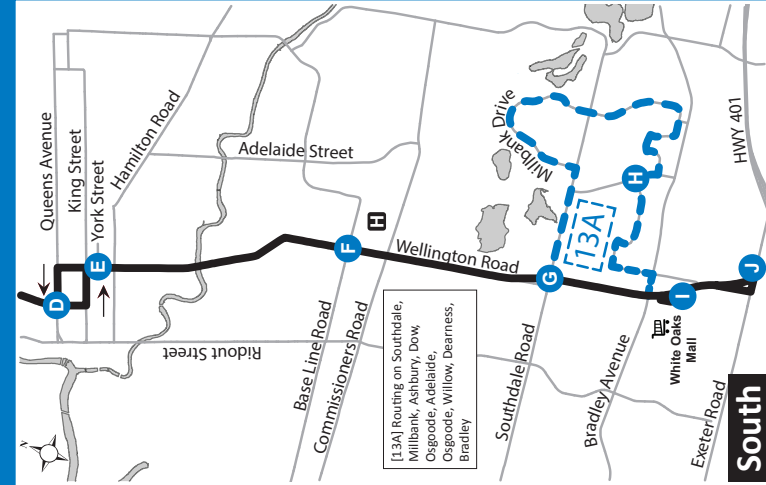 N
Queens Avenue
King Street
York Street
Hamilton Road
D
E
Adelaide Street
Ridout Street
F
H
Base Line Road
Commissioners Road
Wellington Road
Millbank Drive
[13A] Routing on Southdale,
Millbank, Ashbury, Dow,
Osgoode, Adelaide,
Osgoode, Willow, Dearness,
Bradley
G
13A
H
Southdale Road
Bradley Avenue
I
White Oaks
Mall
J
HWY 401
Exeter Road
South